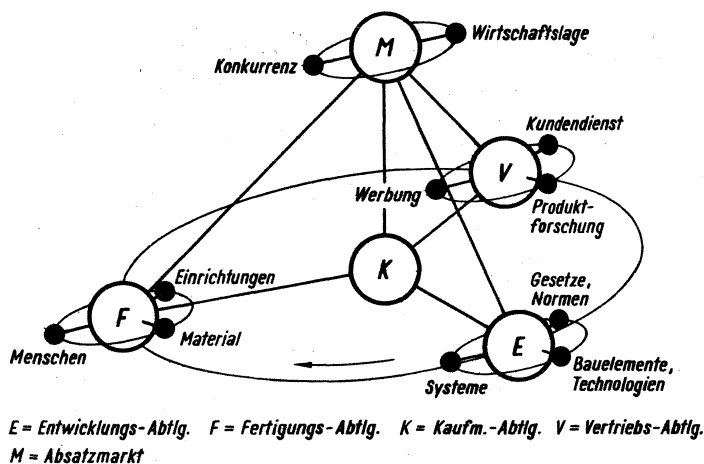 M
Wirtschaftslage
Konkurrenz
Kundendienst
V
Werbung
Produkt-
forschung
K
Einrichtungen
Gesetze,
Normen
F
Material
Menschen
E
Systeme
Bauelemente,
Technologien
E = Entwicklungs-Abtlg. F = Fertigungs-Abtlg. K = Kaufm.-Abtlg. V = Vertriebs-Abtlg.
M = Absatzmarkt